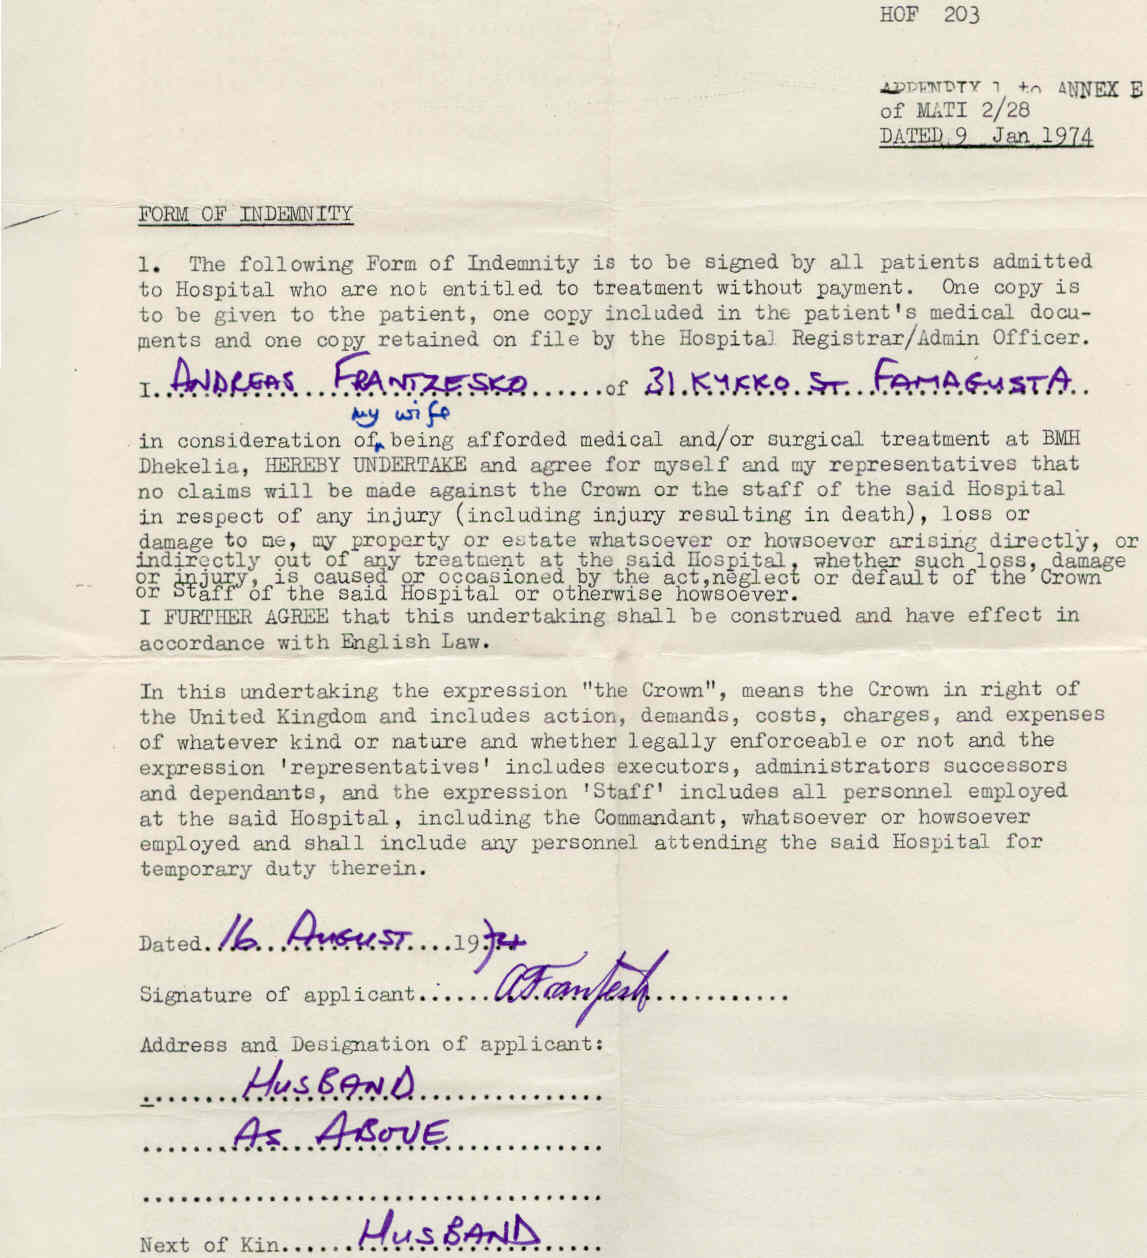 HOF 203
APPENDIX 1 to ANNEX E
of MATI 2/28
DATED 9 Jan 1974
FORM OF INDEMNITY
1. The following Form of Indemnity is to be signed by all patients admitted
to Hospital who are not entitled to treatment without payment. One copy is
to be given to the patient, one copy included in the patient's medical docu-
ments and one copy retained on file by the Hospital Registrar/Admin Officer.
I. ANDREAS FRANTZESKO of 31 KYKKO ST FAMAGUSTA
my wife
in consideration of being afforded medical and/or surgical treatment at BMH
Dhekelia, HEREBY UNDERTAKE and agree for myself and my representatives that
no claims will be made against the Crown or the staff of the said Hospital
in respect of any injury (including injury resulting in death), loss or
damage to me, my property or estate whatsoever or howsoever arising directly, or
indirectly out of any treatment at the said Hospital, whether such loss, damage
or injury, is caused or occasioned by the act,neglect or default of the Crown
or Staff of the said Hospital or otherwise howsoever.
I FURTHER AGREE that this undertaking shall be construed and have effect in
accordance with English Law.
In this undertaking the expression "the Crown", means the Crown in right of
the United Kingdom and includes action, demands, costs, charges, and expenses
of whatever kind or nature and whether legally enforceable or not and the
expression 'representatives' includes executors, administrators successors
and dependants, and the expression 'Staff' includes all personnel employed
at the said Hospital, including the Commandant, whatsoever or howsoever
employed and shall include any personnel attending the said Hospital for
temporary duty therein.
Dated. 16 AUGUST 1974
Signature of applicant
Address and Designation of applicant:
HUSBAND
AS ABOVE
Next of Kin HUSBAND